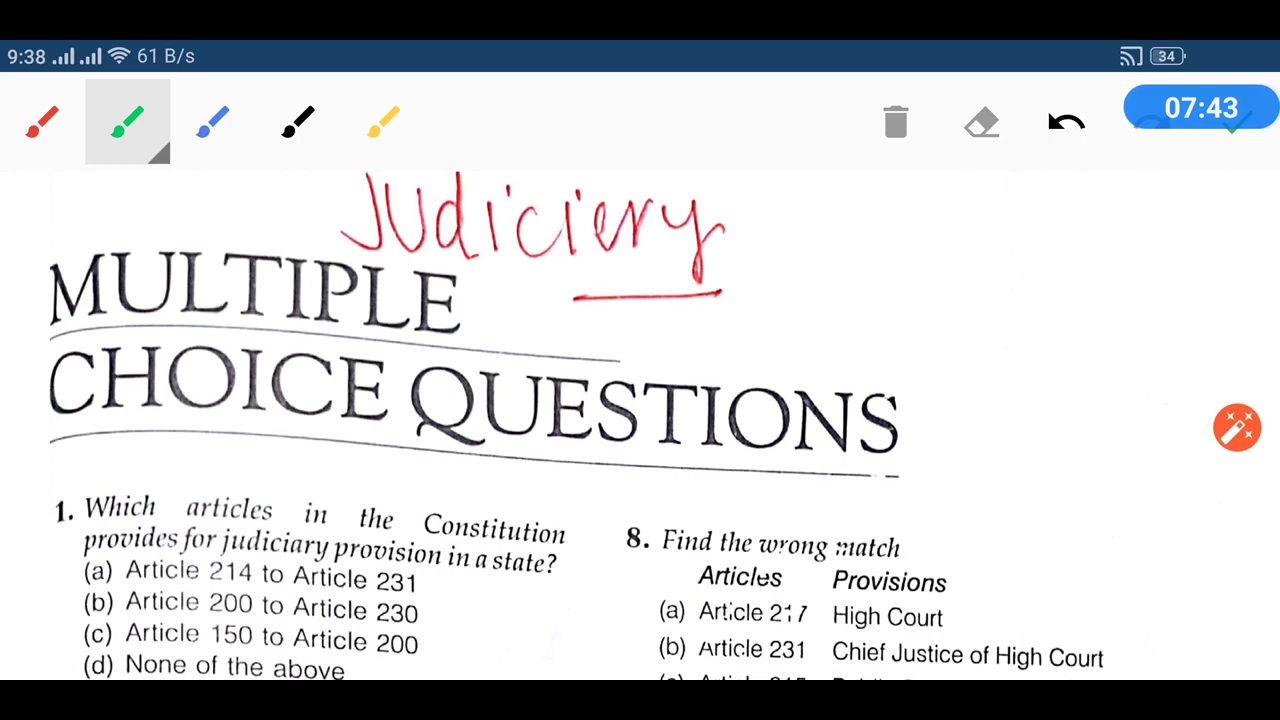 9:38 61 B/s 34
07:43
Judiciery
MULTIPLE
CHOICE QUESTIONS
1. Which articles in the Constitution
provides for judiciary provision in a state?
(a) Article 214 to Article 231
(b) Article 200 to Article 230
(c) Article 150 to Article 200
(d) None of the above
8. Find the wrong match
Articles Provisions
(a) Article 217 High Court
(b) Article 231 Chief Justice of High Court